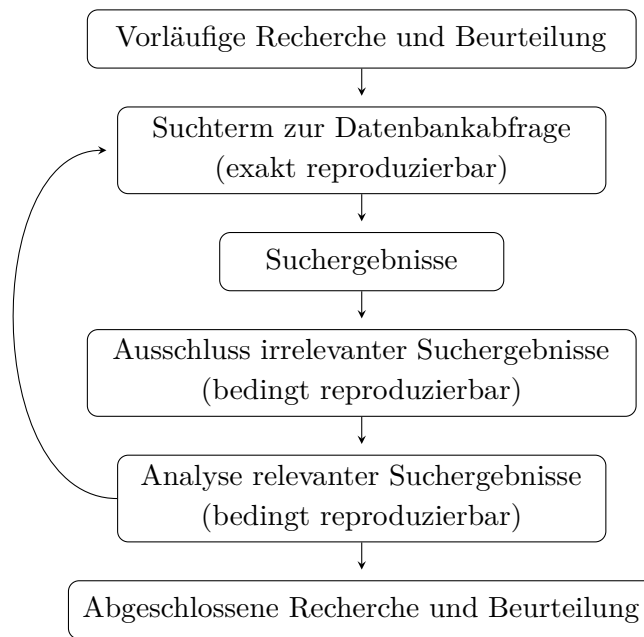 Vorläufige Recherche und Beurteilung
Suchterm zur Datenbankabfrage
(exakt reproduzierbar)
Suchergebnisse
Ausschluss irrelevanter Suchergebnisse
(bedingt reproduzierbar)
Analyse relevanter Suchergebnisse
(bedingt reproduzierbar)
Abgeschlossene Recherche und Beurteilung